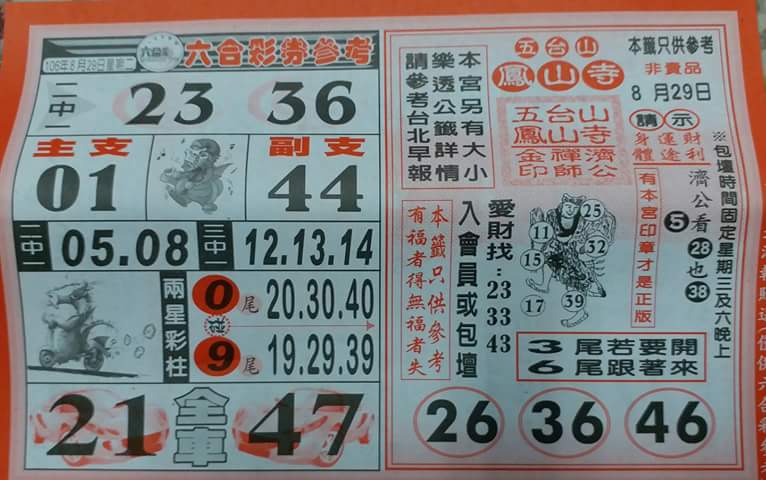 六合彩券參考
106年8月29日星期二
二中一
23 36
主支
01
副支
44
二中一
05.08
三中一
12.13.14
兩星彩柱
0尾 20.30.40
碰
9尾 19.29.39
21 全車 47
五台山
鳳山寺
本籤只供參考
非賣品
8月29日
本宮另有大小
樂透公籤詳情
請參考台北早報
五台山
鳳山寺
金禪濟
印師公
請示
身運財
體途利
※包壇時間固定星期三及六晚上
濟公看
5
28也38
有本宮印章才是正版
25
11
32
15
17
39
愛財找:23 33 43
入會員或包壇
本籤只供參考
有福者得無福者失
3尾若要開
6尾跟著來
26 36 46